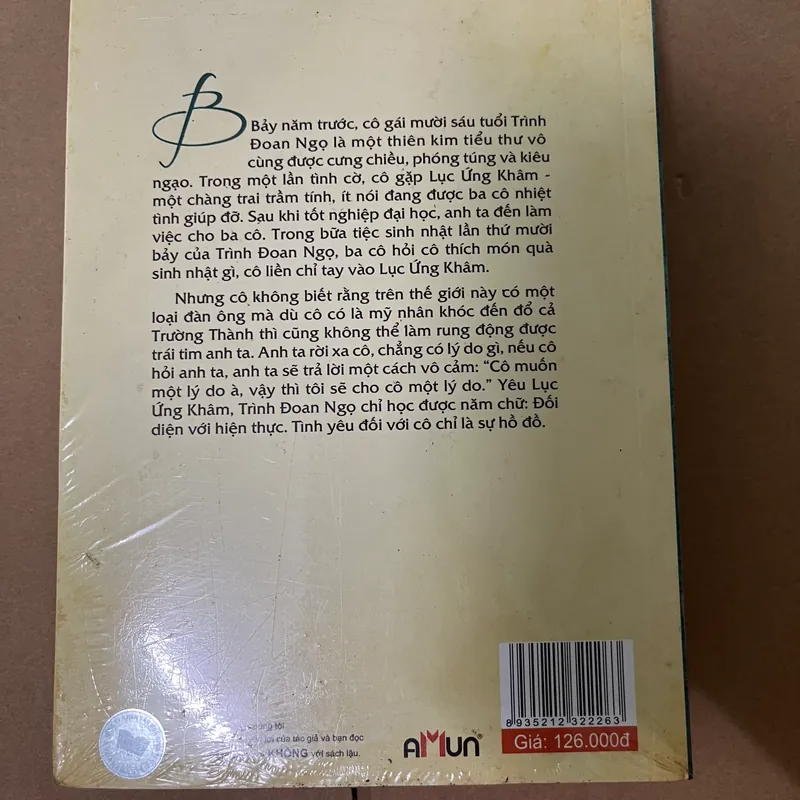 B
Bảy năm trước, cô gái mười sáu tuổi Trình
Đoan Ngọ là một thiên kim tiểu thư vô
cùng được cưng chiều, phóng túng và kiêu
ngạo. Trong một lần tình cờ, cô gặp Lục Ứng Khâm -
một chàng trai trầm tính, ít nói đang được ba cô nhiệt
tình giúp đỡ. Sau khi tốt nghiệp đại học, anh ta đến làm
việc cho ba cô. Trong bữa tiệc sinh nhật lần thứ mười
bảy của Trình Đoan Ngọ, ba cô hỏi cô thích món quà
sinh nhật gì, cô liền chỉ tay vào Lục Ứng Khâm.
Nhưng cô không biết rằng trên thế giới này có một
loại đàn ông mà dù cô có là mỹ nhân khóc đến đổ cả
Trường Thành thì cũng không thể làm rung động được
trái tim anh ta. Anh ta rời xa cô, chẳng có lý do gì, nếu cô
hỏi anh ta, anh ta sẽ trả lời một cách vô cảm: “Cô muốn
một lý do à, vậy thì tôi sẽ cho cô một lý do.” Yêu Lục
Ứng Khâm, Trình Đoan Ngọ chỉ học được năm chữ: Đối
diện với hiện thực. Tình yêu đối với cô chỉ là sự hồ đồ.
8935212322263
Giá: 126.000đ
AMUN®
tôi
của tác giả và bạn đọc
KHÔNG với sách lậu.